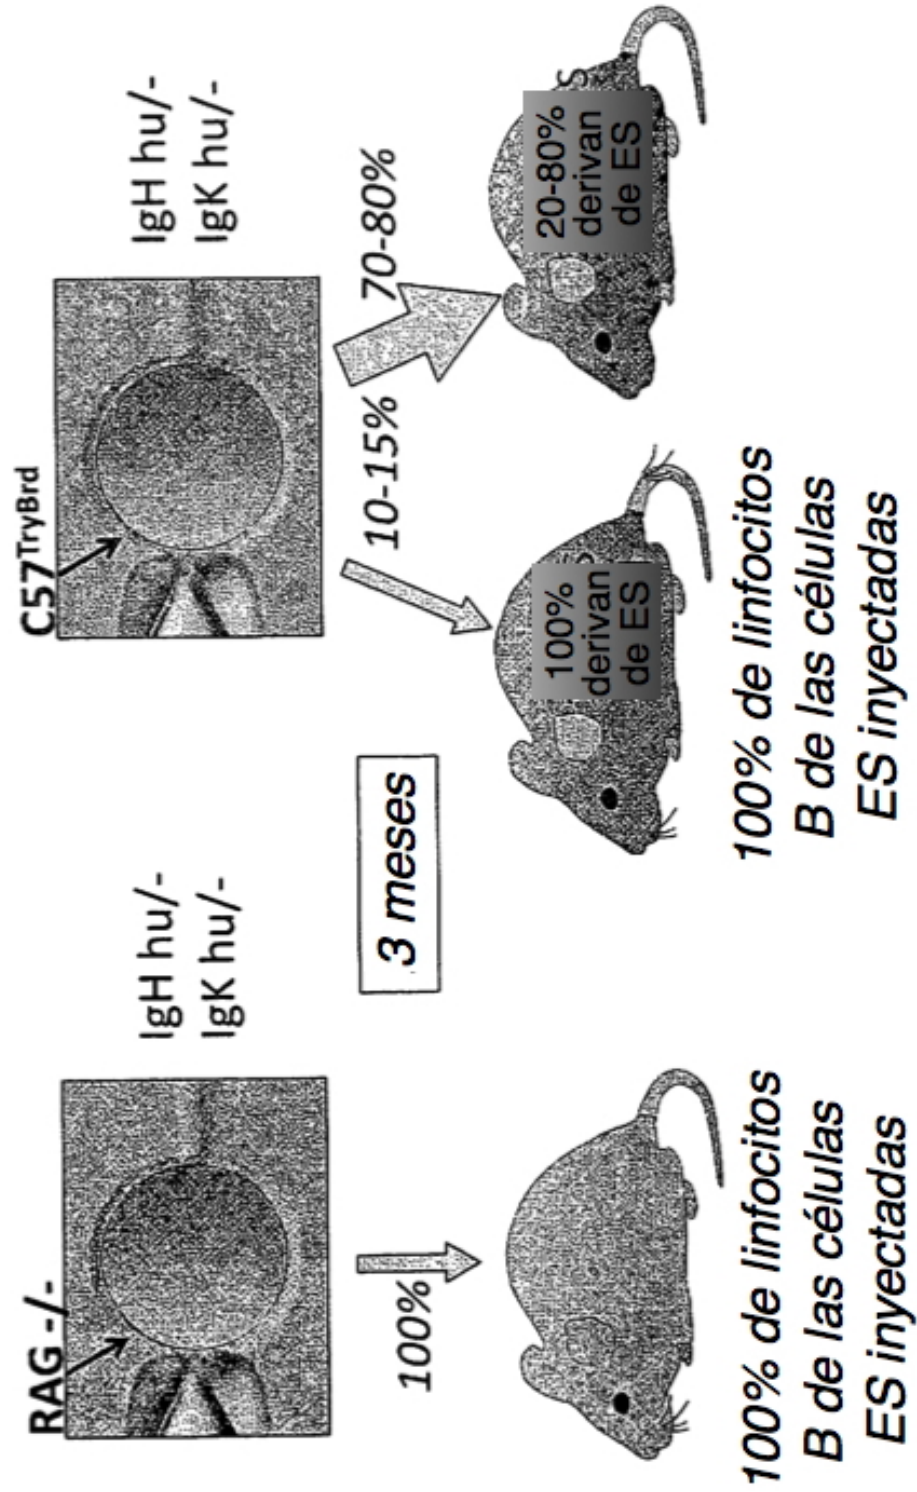 RAG -/-
IgH hu/-
IgK hu/-
100%
100% de linfocitos
B de las células
ES inyectadas
3 meses
C57TryBrd
IgH hu/-
IgK hu/-
10-15%
70-80%
100%
derivan
de ES
20-80%
derivan
de ES
S
100% de linfocitos
B de las células
ES inyectadas